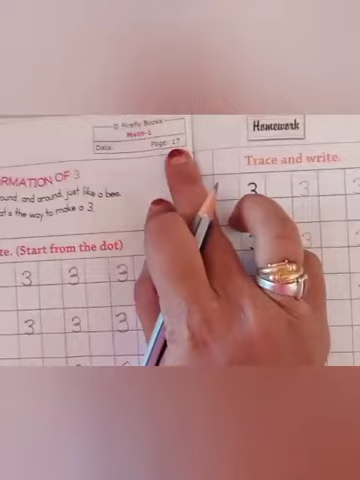 © Firefly Books
Math-1
Date: Page: 17
RMATION OF 3
ound and around, just like a bee.
at's the way to make a 3.
te. (Start from the dot)
3 3 3
3 3 3
Homework
Trace and write.
3 3 3
3